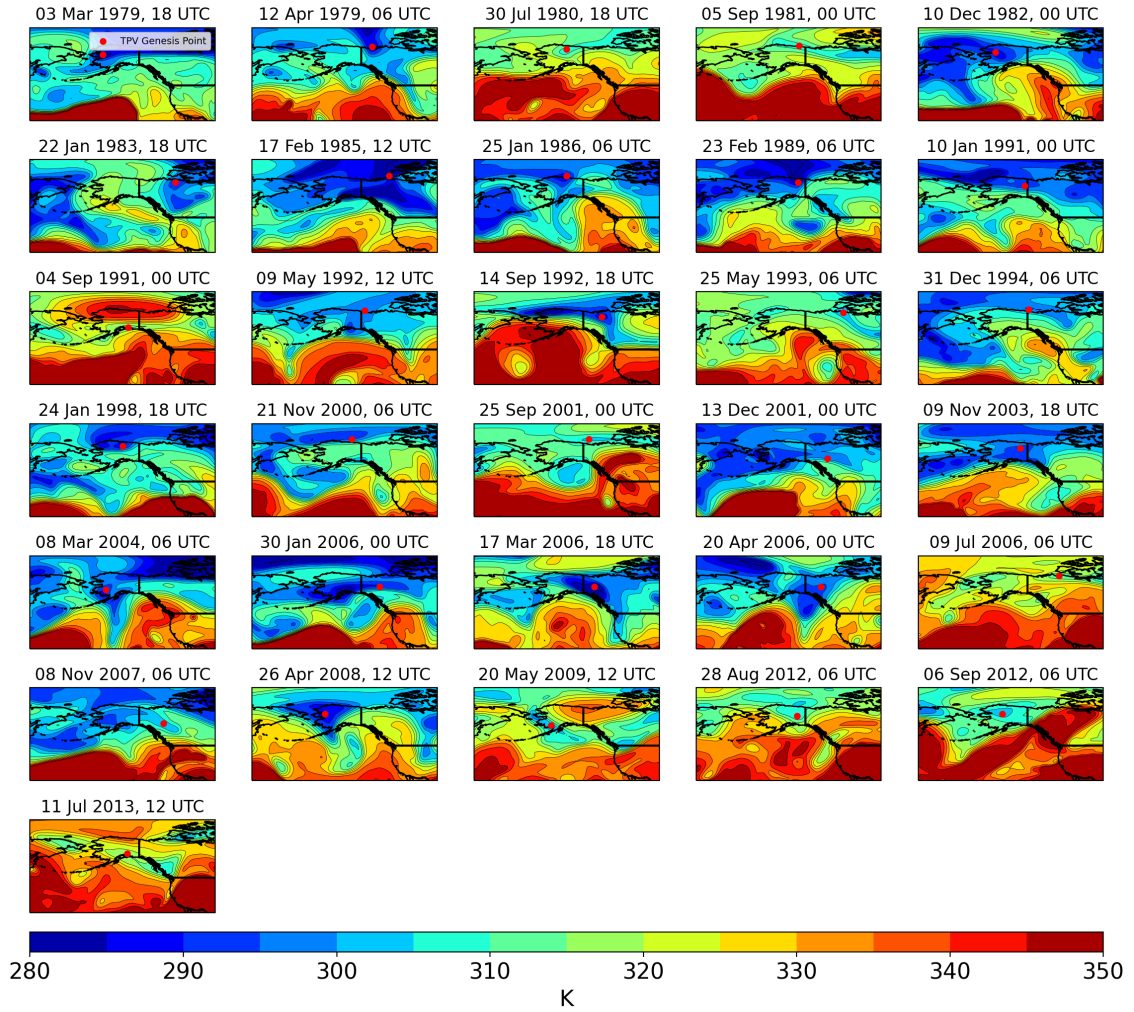 03 Mar 1979, 18 UTC
12 Apr 1979, 06 UTC
30 Jul 1980, 18 UTC
05 Sep 1981, 00 UTC
10 Dec 1982, 00 UTC
TPV Genesis Point
22 Jan 1983, 18 UTC
17 Feb 1985, 12 UTC
25 Jan 1986, 06 UTC
23 Feb 1989, 06 UTC
10 Jan 1991, 00 UTC
04 Sep 1991, 00 UTC
09 May 1992, 12 UTC
14 Sep 1992, 18 UTC
25 May 1993, 06 UTC
31 Dec 1994, 06 UTC
24 Jan 1998, 18 UTC
21 Nov 2000, 06 UTC
25 Sep 2001, 00 UTC
13 Dec 2001, 00 UTC
09 Nov 2003, 18 UTC
08 Mar 2004, 06 UTC
30 Jan 2006, 00 UTC
17 Mar 2006, 18 UTC
20 Apr 2006, 00 UTC
09 Jul 2006, 06 UTC
08 Nov 2007, 06 UTC
26 Apr 2008, 12 UTC
20 May 2009, 12 UTC
28 Aug 2012, 06 UTC
06 Sep 2012, 06 UTC
11 Jul 2013, 12 UTC
280 290 300 310 320 330 340 350
K